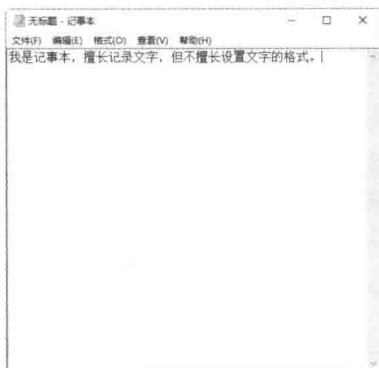 无标题 - 记事本
文件(F) 编辑(E) 格式(O) 查看(V) 帮助(H)
我是记事本，擅长记录文字，但不擅长设置文字的格式。